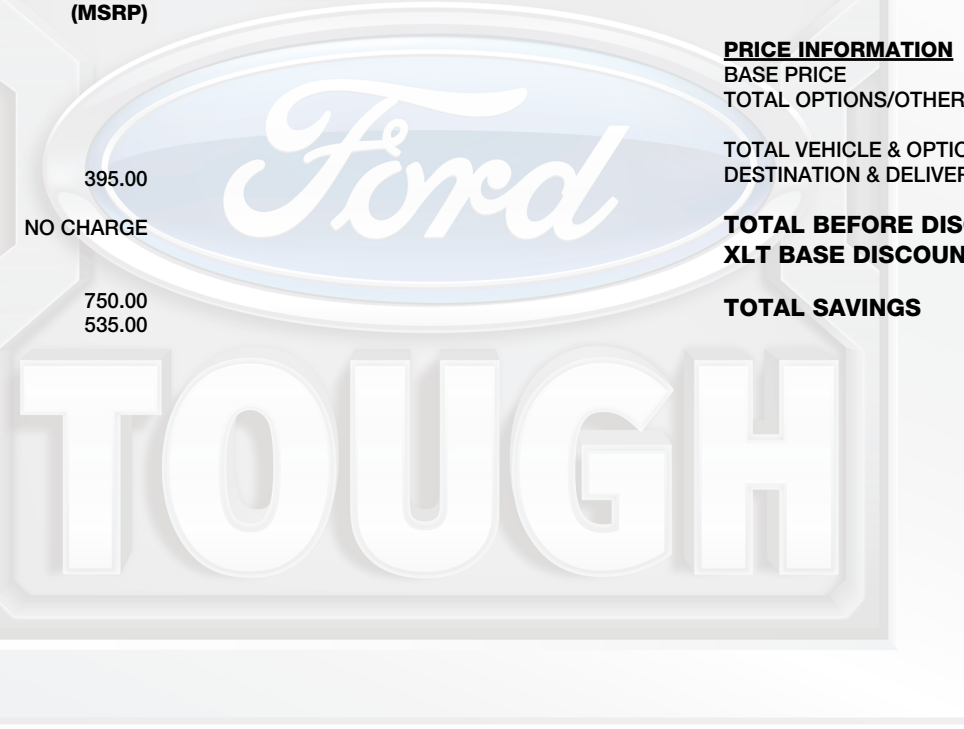 (MSRP)
395.00
NO CHARGE
750.00
535.00
PRICE INFORMATION
BASE PRICE
TOTAL OPTIONS/OTHER
TOTAL VEHICLE & OPTIO
DESTINATION & DELIVER
TOTAL BEFORE DIS
XLT BASE DISCOUN
TOTAL SAVINGS
Ford
TOUGH